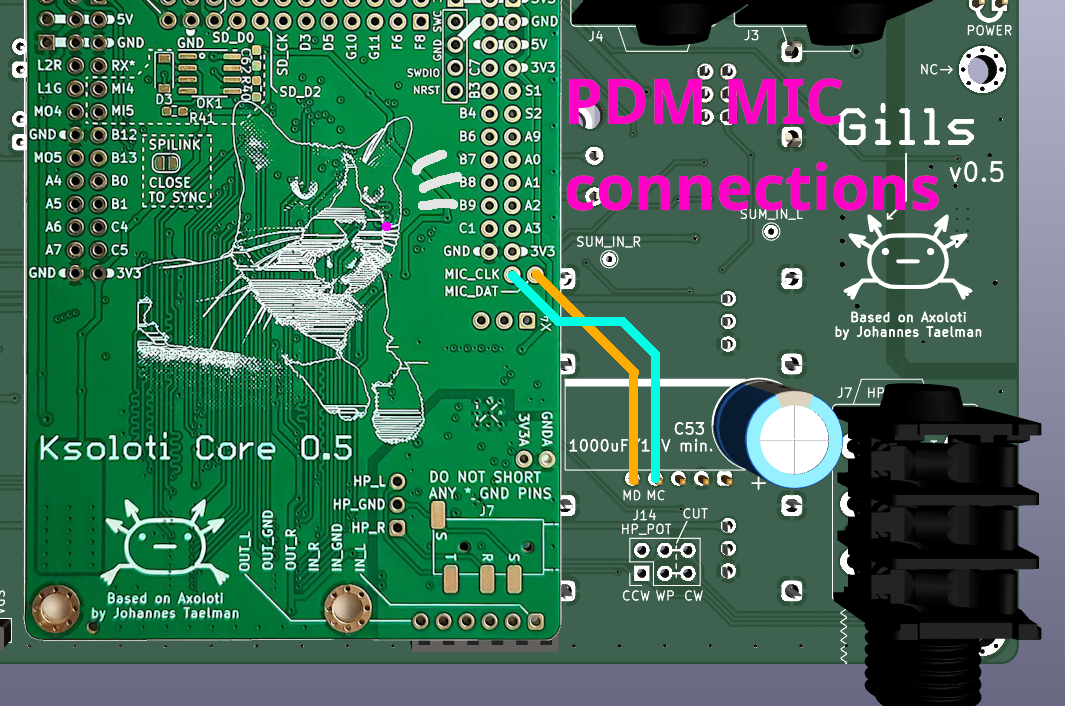 5V
SD_D0
GND
SD_CK
D3
D5
G10
G11
F6
F8
GND
SWC
3V3
GND
5V
3V3
J4
J3
POWER
GND
L2R
RX*
L1G
MI4
MO4
MI5
D3
OK1
R41
R40
SD_D2
SWDIO
NRST
C7
B3
S1
B4
S2
NC→
PDM MIC
Gills
v0.5
connections
GND
B12
MO5
B13
SPILINK
CLOSE
TO SYNC
B6
A9
B7
A0
A4
B0
B8
A1
A5
B1
B9
A2
A6
C4
C1
A3
A7
C5
GND
3V3
GND
3V3
MIC_CLK
MIC_DAT
SUM_IN_L
SUM_IN_R
Based on Axoloti
by Johannes Taelman
J7
HP
C53
1000uF/1 V min.
Ksoloti Core 0.5
3V3A
GNDA
DO NOT SHORT
ANY *_GND PINS
J7
HP_L
HP_GND
HP_R
S
T
R
S
MD MC
+
J14
HP_POT
CUT
CCW WP CW
OUT_L
OUT_GND
OUT_R
IN_R
IN_GND
IN_L
Based on Axoloti
by Johannes Taelman